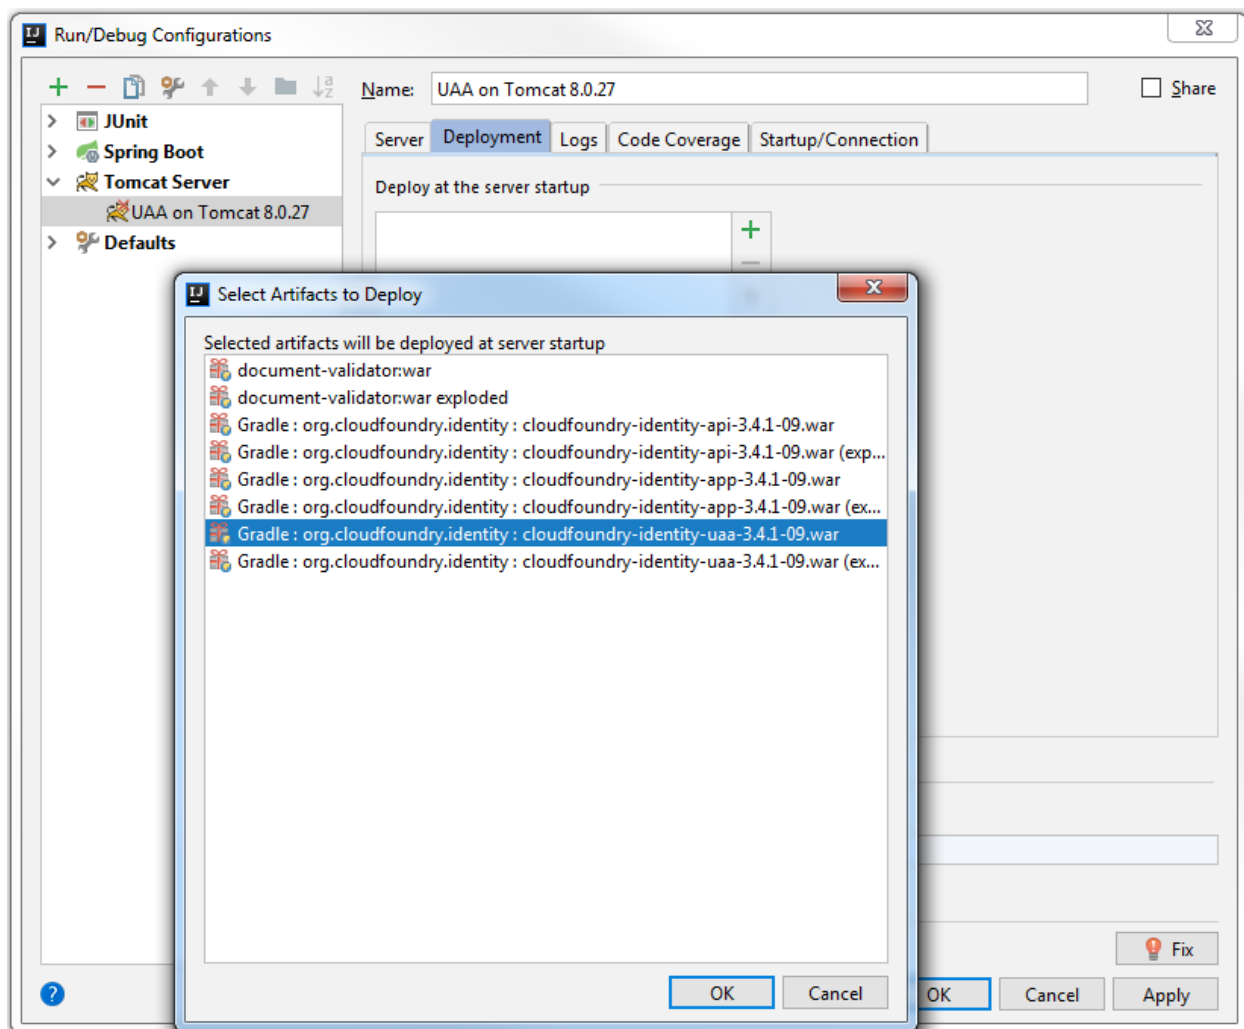 Run/Debug Configurations
Name: UAA on Tomcat 8.0.27
Share
JUnit
Spring Boot
Tomcat Server
UAA on Tomcat 8.0.27
Defaults
Server Deployment Logs Code Coverage Startup/Connection
Deploy at the server startup
Select Artifacts to Deploy
Selected artifacts will be deployed at server startup
document-validator:war
document-validator:war exploded
Gradle : org.cloudfoundry.identity : cloudfoundry-identity-api-3.4.1-09.war
Gradle : org.cloudfoundry.identity : cloudfoundry-identity-api-3.4.1-09.war (exp...
Gradle : org.cloudfoundry.identity : cloudfoundry-identity-app-3.4.1-09.war
Gradle : org.cloudfoundry.identity : cloudfoundry-identity-app-3.4.1-09.war (ex...
Gradle : org.cloudfoundry.identity : cloudfoundry-identity-uaa-3.4.1-09.war
Gradle : org.cloudfoundry.identity : cloudfoundry-identity-uaa-3.4.1-09.war (ex...
OK Cancel
Fix
OK Cancel Apply